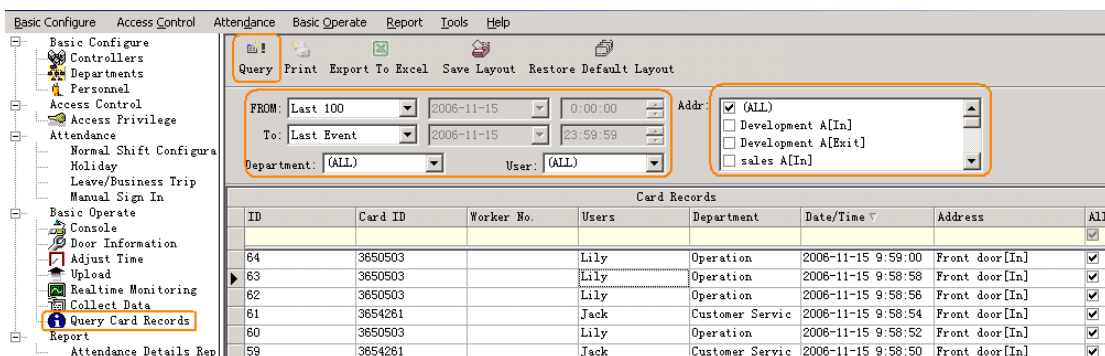 Basic Configure Access Control Attendance Basic Operate Report Tools Help
Basic Configure
Controllers
Departments
Personnel
Access Control
Access Privilege
Attendance
Normal Shift Configura
Holiday
Leave/Business Trip
Manual Sign In
Basic Operate
Console
Door Information
Adjust Time
Upload
Realtime Monitoring
Collect Data
Query Card Records
Report
Attendance Details Rep
Query Print Export To Excel Save Layout Restore Default Layout
FROM: Last 100 2006-11-15 0:00:00
To: Last Event 2006-11-15 23:59:59
Department: (ALL) User: (ALL)
Addr: (ALL)
Development A[In]
Development A[Exit]
sales A[In]
Card Records
ID Card ID Worker No. Users Department Date/Time Address All
64 3650503 Lily Operation 2006-11-15 9:59:00 Front door[In]
63 3650503 Lily Operation 2006-11-15 9:58:58 Front door[In]
62 3650503 Lily Operation 2006-11-15 9:58:56 Front door[In]
61 3654261 Jack Customer Servic 2006-11-15 9:58:54 Front door[In]
60 3650503 Lily Operation 2006-11-15 9:58:52 Front door[In]
59 3654261 Jack Customer Servic 2006-11-15 9:58:50 Front door[In]